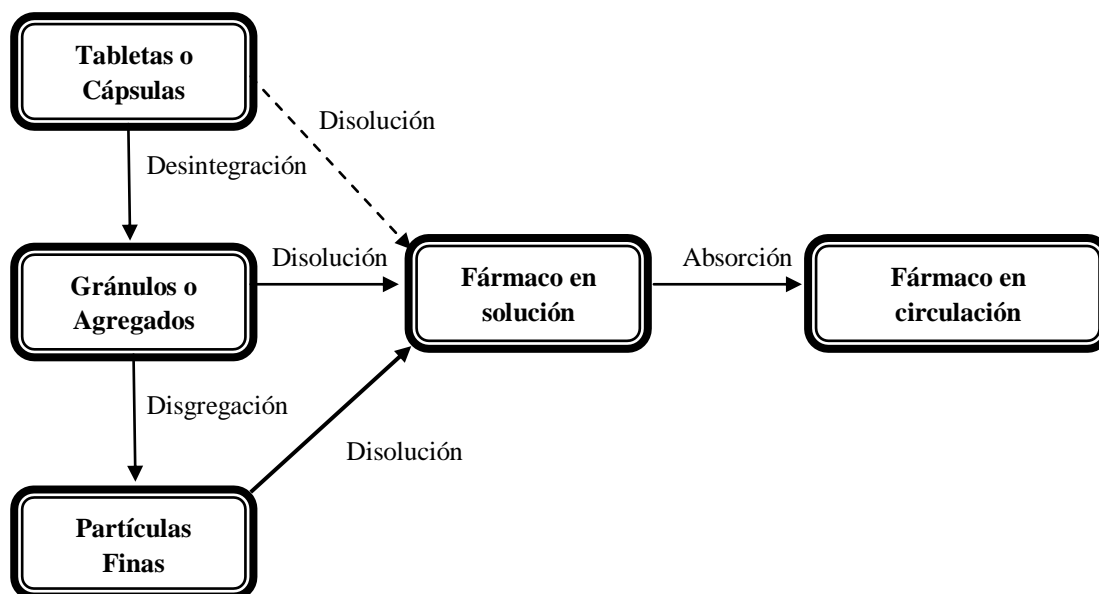 Tabletas o
Cápsulas
Disolución
Desintegración
Gránulos o
Agregados
Disolución
Fármaco en
solución
Absorción
Fármaco en
circulación
Disgregación
Disolución
Partículas
Finas